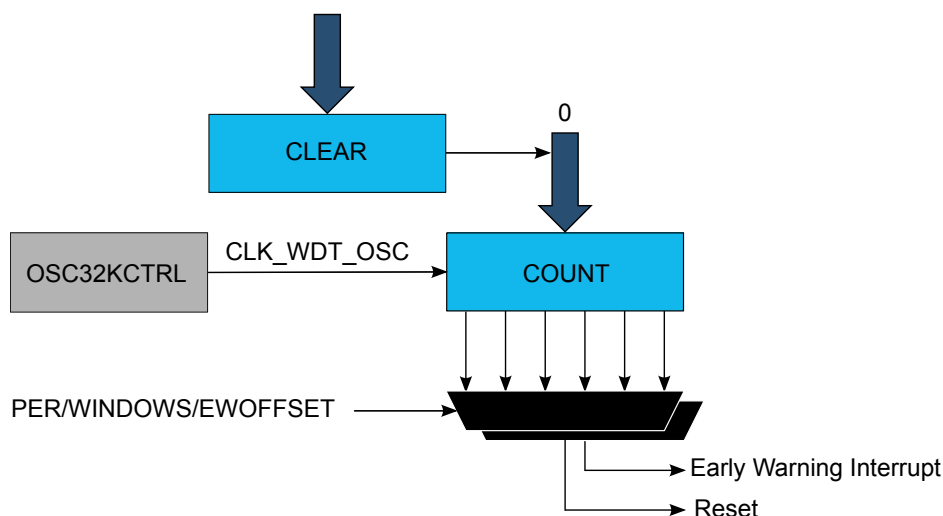 0
CLEAR
CLK_WDT_OSC
OSC32KCTRL
COUNT
PER/WINDOWS/EWOFFSET
Early Warning Interrupt
Reset